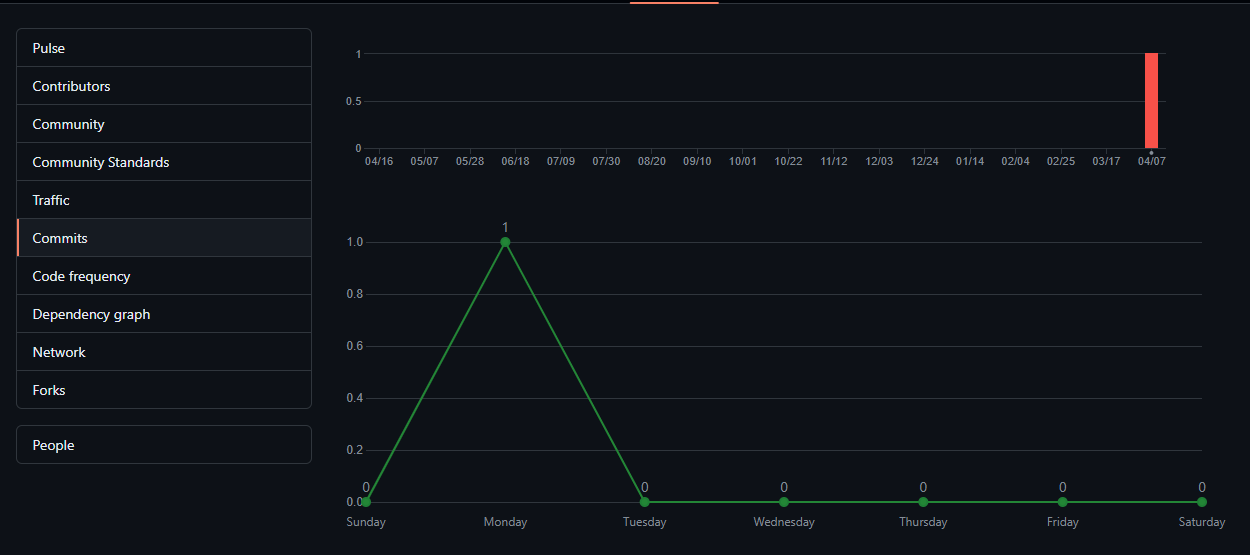 Pulse
Contributors
Community
Community Standards
Traffic
Commits
Code frequency
Dependency graph
Network
Forks
People
1
0.5
0
04/16 05/07 05/28 06/18 07/09 07/30 08/20 09/10 10/01 10/22 11/12 12/03 12/24 01/14 02/04 02/25 03/17 04/07
1
1.0
0.8
0.6
0.4
0.2
0 0 0 0 0 0
0.0
Sunday Monday Tuesday Wednesday Thursday Friday Saturday